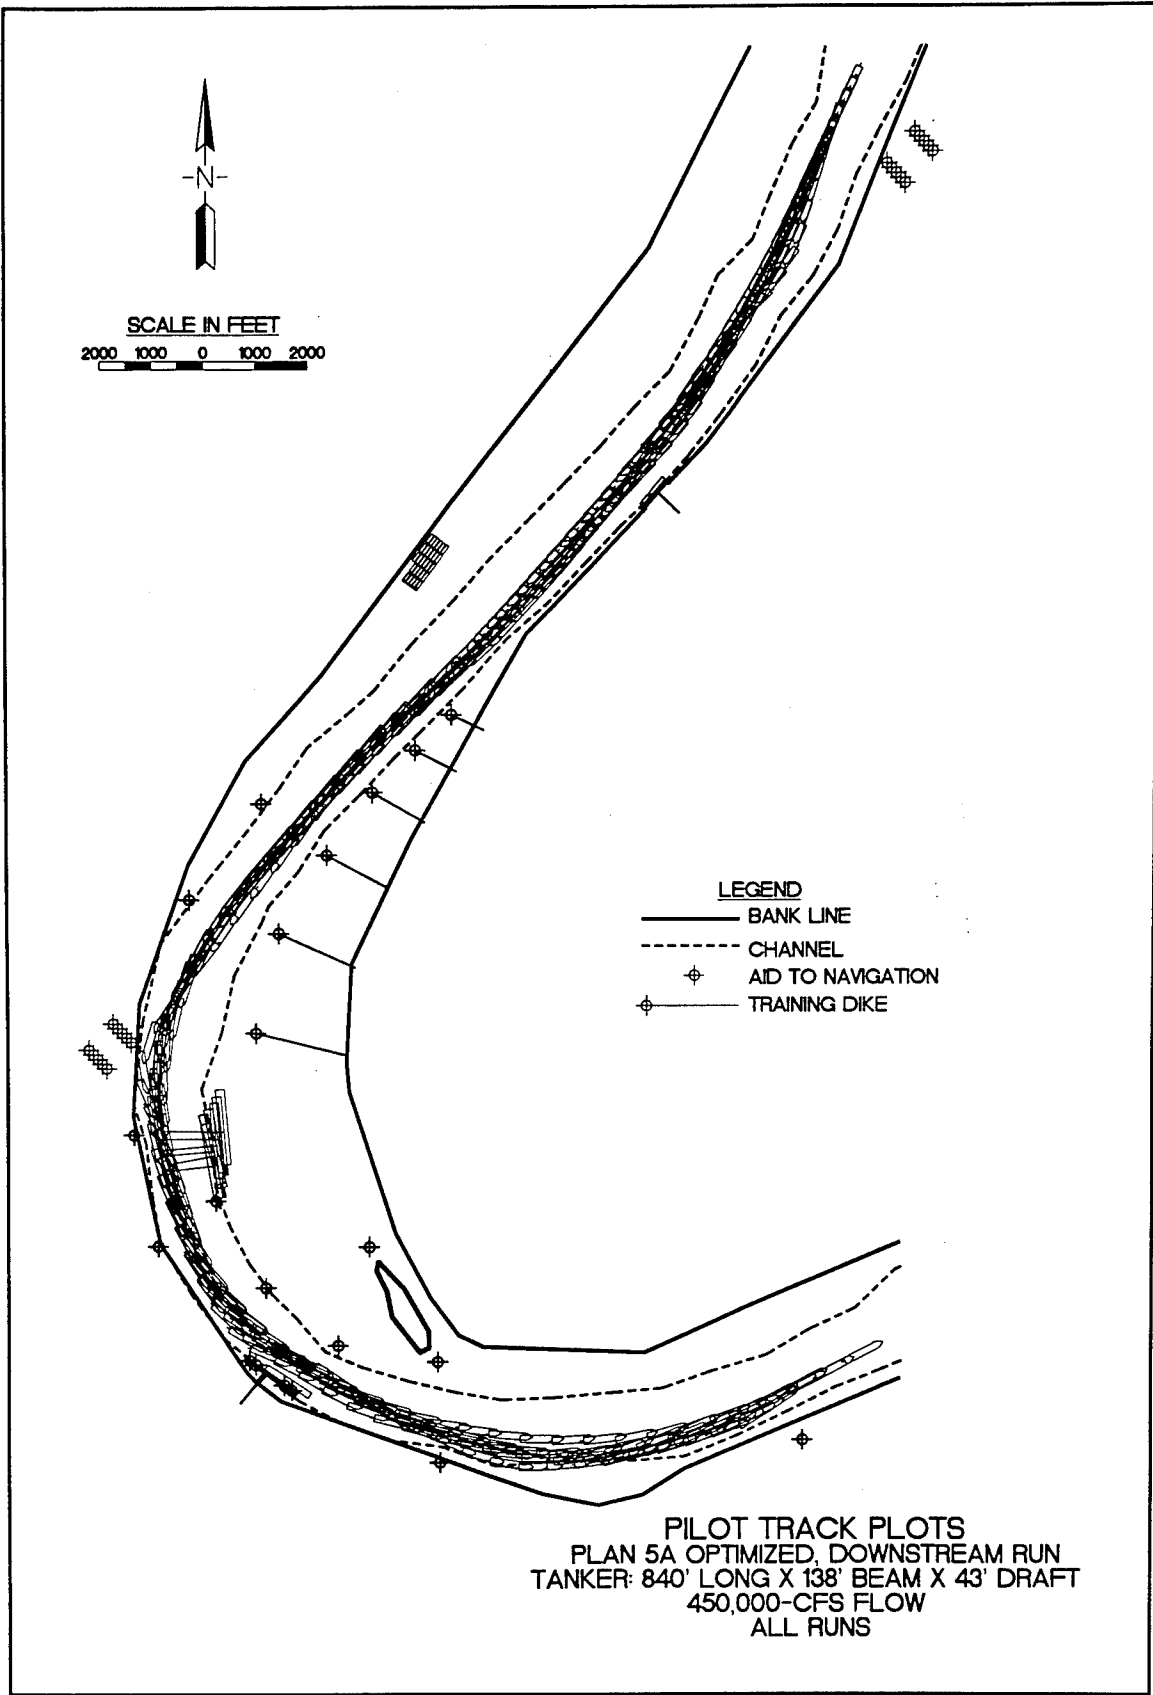 -N-
SCALE IN FEET
2000 1000 0 1000 2000
LEGEND
BANK LINE
CHANNEL
AID TO NAVIGATION
TRAINING DIKE
PILOT TRACK PLOTS
PLAN 5A OPTIMIZED, DOWNSTREAM RUN
TANKER: 840' LONG X 138' BEAM X 43' DRAFT
450,000-CFS FLOW
ALL RUNS